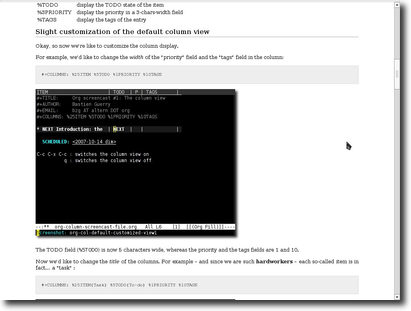 %TODO display the TODO state of the item
%PRIORITY display the priority in a 3-chars-width field
%TAGS display the tags of the entry
Slight customization of the default column view
Okay, so now we're like to customize the column display.
For example, we'd like to change the width of the "priority" field and the "tags" field in the column:
#+COLUMNS: %25ITEM %5TODO %1PRIORITY %10TAGS
ITEM | TODO | P | TAGS |
#+TITLE: Org screencast #1: The column view
#+AUTHOR: Bastien Guerry
#+EMAIL: bzg AT altern DOT org
#+COLUMNS: %25ITEM %5TODO %1PRIORITY %10TAGS
* NEXT Introduction: the | NEXT | | |
SCHEDULED: <2007-10-14 dim>
C-c C-x C-c : switches the column view on
q : switches the column view off
org-column-screencast-file.org All L6 [1] [(Org Fill)]
screenshot: org-col-default-customized-view1
The TODO field (%5TODO) is now 5 characters wide, whereas the priority and the tags fields are 1 and 10.
Now we'd like to change the title of the columns. For example – and since we are such hardworkers – each so-called item is in
fact... a "task" :
#+COLUMNS: %25ITEM(Task) %5TODO(To-do) %1PRIORITY %10TAGS